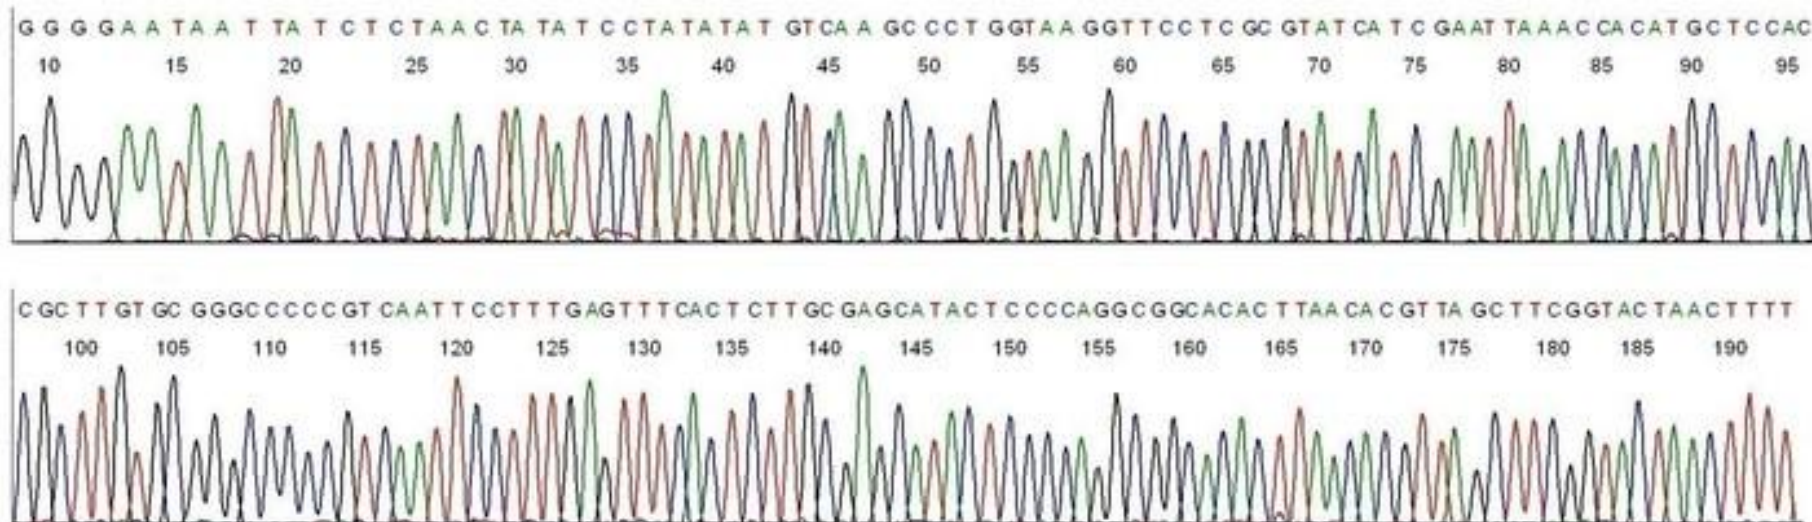 GGGGAATAATTATCTCTAACTATATCCTATATATGTCAAGCCCTGGTAAGGTTCCTCGCGTATCATCGAATTAAACCACATGCTCCAC
10 15 20 25 30 35 40 45 50 55 60 65 70 75 80 85 90 95
CGCTTGTGCGGGCCCCCGTCAATTCCTTTGAGTTTCACTCTTGCGAGCATACTCCCCAGGCGGCACACTTAACACGTTAGCTTCGGTACTAACTTTT
100 105 110 115 120 125 130 135 140 145 150 155 160 165 170 175 180 185 190